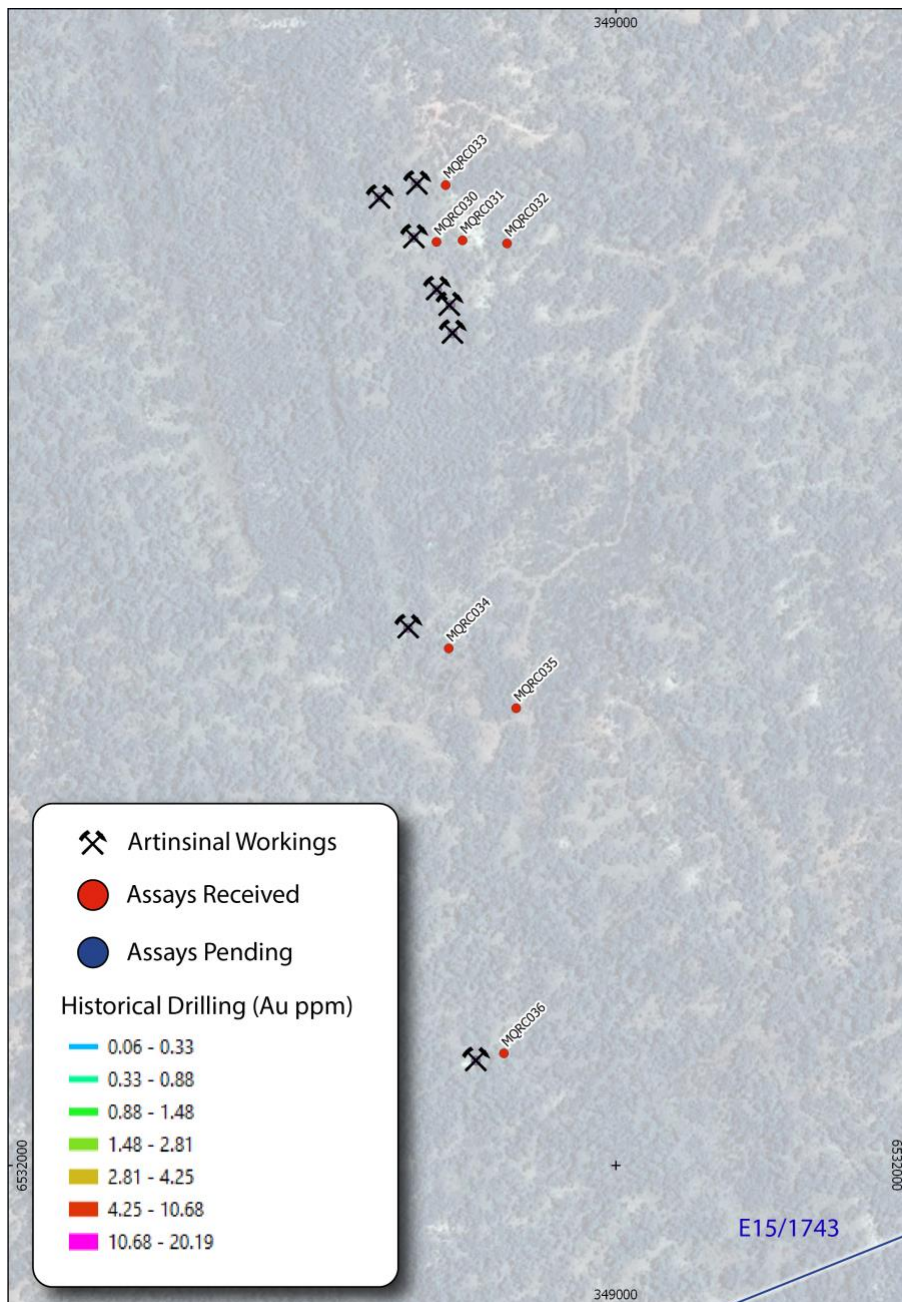 349000
MQRC033
MQRC030
MQRC031
MQRC032
MQRC034
MQRC035
MQRC036
Artinsinal Workings
Assays Received
Assays Pending
Historical Drilling (Au ppm)
0.06 - 0.33
0.33 - 0.88
0.88 - 1.48
1.48 - 2.81
2.81 - 4.25
4.25 - 10.68
10.68 - 20.19
6532000
6532000
E15/1743
349000